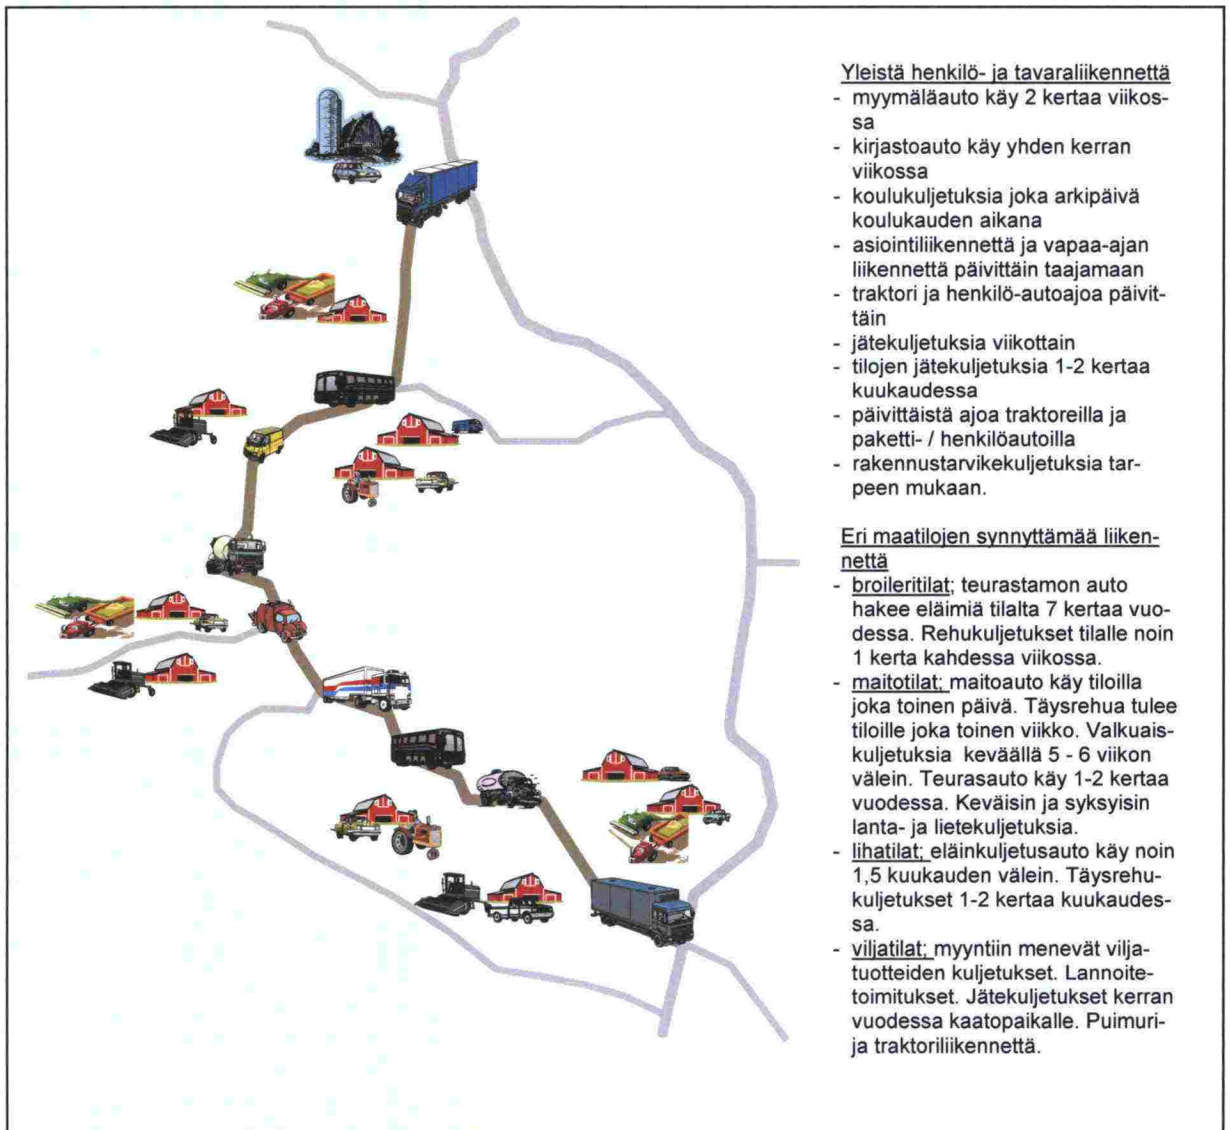 Yleistä henkilö- ja tavaraliikennettä
- myymäläauto käy 2 kertaa viikos-
sa
- kirjastoauto käy yhden kerran
viikossa
- koulukuljetuksia joka arkipäivä
koulukauden aikana
- asiointiliikennettä ja vapaa-ajan
liikennettä päivittäin taajamaan
- traktori ja henkilö-autoajoa päivit-
täin
- jätekuljetuksia viikottain
- tilojen jätekuljetuksia 1-2 kertaa
kuukaudessa
- päivittäistä ajoa traktoreilla ja
paketti- / henkilöautoilla
- rakennustarvikekuljetuksia tar-
peen mukaan.
Eri maatilojen synnyttämää liiken-
nettä
- broileritilat; teurastamon auto
hakee eläimiä tilalta 7 kertaa vuo-
dessa. Rehukuljetukset tilalle noin
1 kerta kahdessa viikossa.
- maitotilat; maitoauto käy tiloilla
joka toinen päivä. Täysrehua tulee
tiloille joka toinen viikko. Valkuais-
kuljetuksia keväällä 5 - 6 viikon
välein. Teurasauto käy 1-2 kertaa
vuodessa. Keväisin ja syksyisin
lanta- ja lietekuljetuksia.
- lihatilat; eläinkuljetusauto käy noin
1,5 kuukauden välein. Täysrehu-
kuljetukset 1-2 kertaa kuukaudes-
sa.
- viljatilat; myyntiin menevät vilja-
tuotteiden kuljetukset. Lannoite-
toimitukset. Jätekuljetukset kerran
vuodessa kaatopaikalle. Puimuri-
ja traktoriliikennettä.